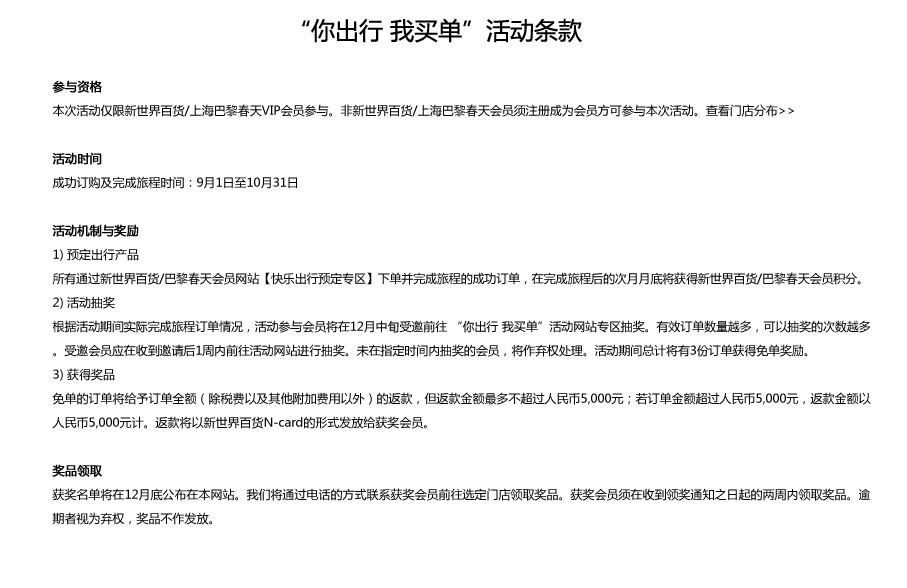 “你出行 我买单”活动条款
参与资格
本次活动仅限新世界百货/上海巴黎春天VIP会员参与。非新世界百货/上海巴黎春天会员须注册成为会员方可参与本次活动。查看门店分布>>
活动时间
成功订购及完成旅程时间：9月1日至10月31日
活动机制与奖励
1) 预定出行产品
所有通过新世界百货/巴黎春天会员网站【快乐出行预定专区】下单并完成旅程的成功订单，在完成旅程后的次月月底将获得新世界百货/巴黎春天会员积分。
2) 活动抽奖
根据活动期间实际完成旅程订单情况，活动参与会员将在12月中旬受邀前往 “你出行 我买单”活动网站专区抽奖。有效订单数量越多，可以抽奖的次数越多
。受邀会员应在收到邀请后1周内前往活动网站进行抽奖。未在指定时间内抽奖的会员，将作弃权处理。活动期间总计将有3份订单获得免单奖励。
3) 获得奖品
免单的订单将给予订单全额（除税费以及其他附加费用以外）的返款，但返款金额最多不超过人民币5,000元；若订单金额超过人民币5,000元，返款金额以
人民币5,000元计。返款将以新世界百货N-card的形式发放给获奖会员。
奖品领取
获奖名单将在12月底公布在本网站。我们将通过电话的方式联系获奖会员前往选定门店领取奖品。获奖会员须在收到领奖通知之日起的两周内领取奖品。逾
期者视为弃权，奖品不作发放。